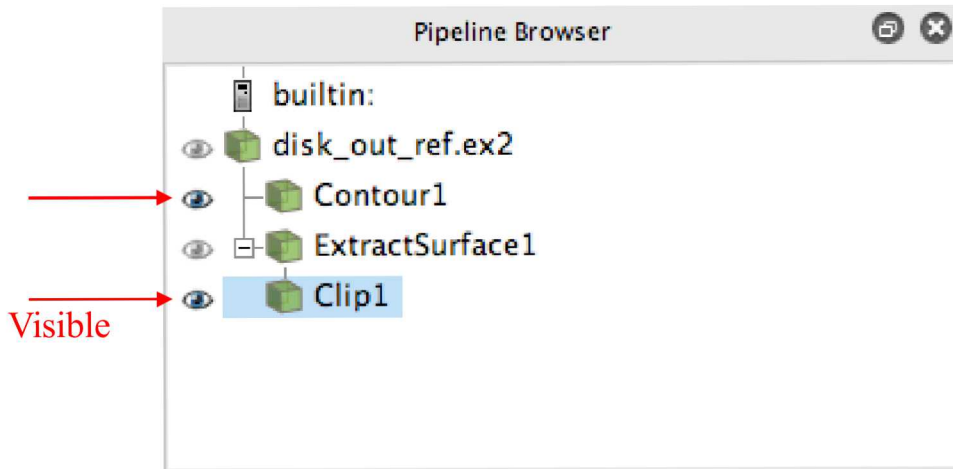 Pipeline Browser
builtin:
disk_out_ref.ex2
Contour1
ExtractSurface1
Clip1
Visible